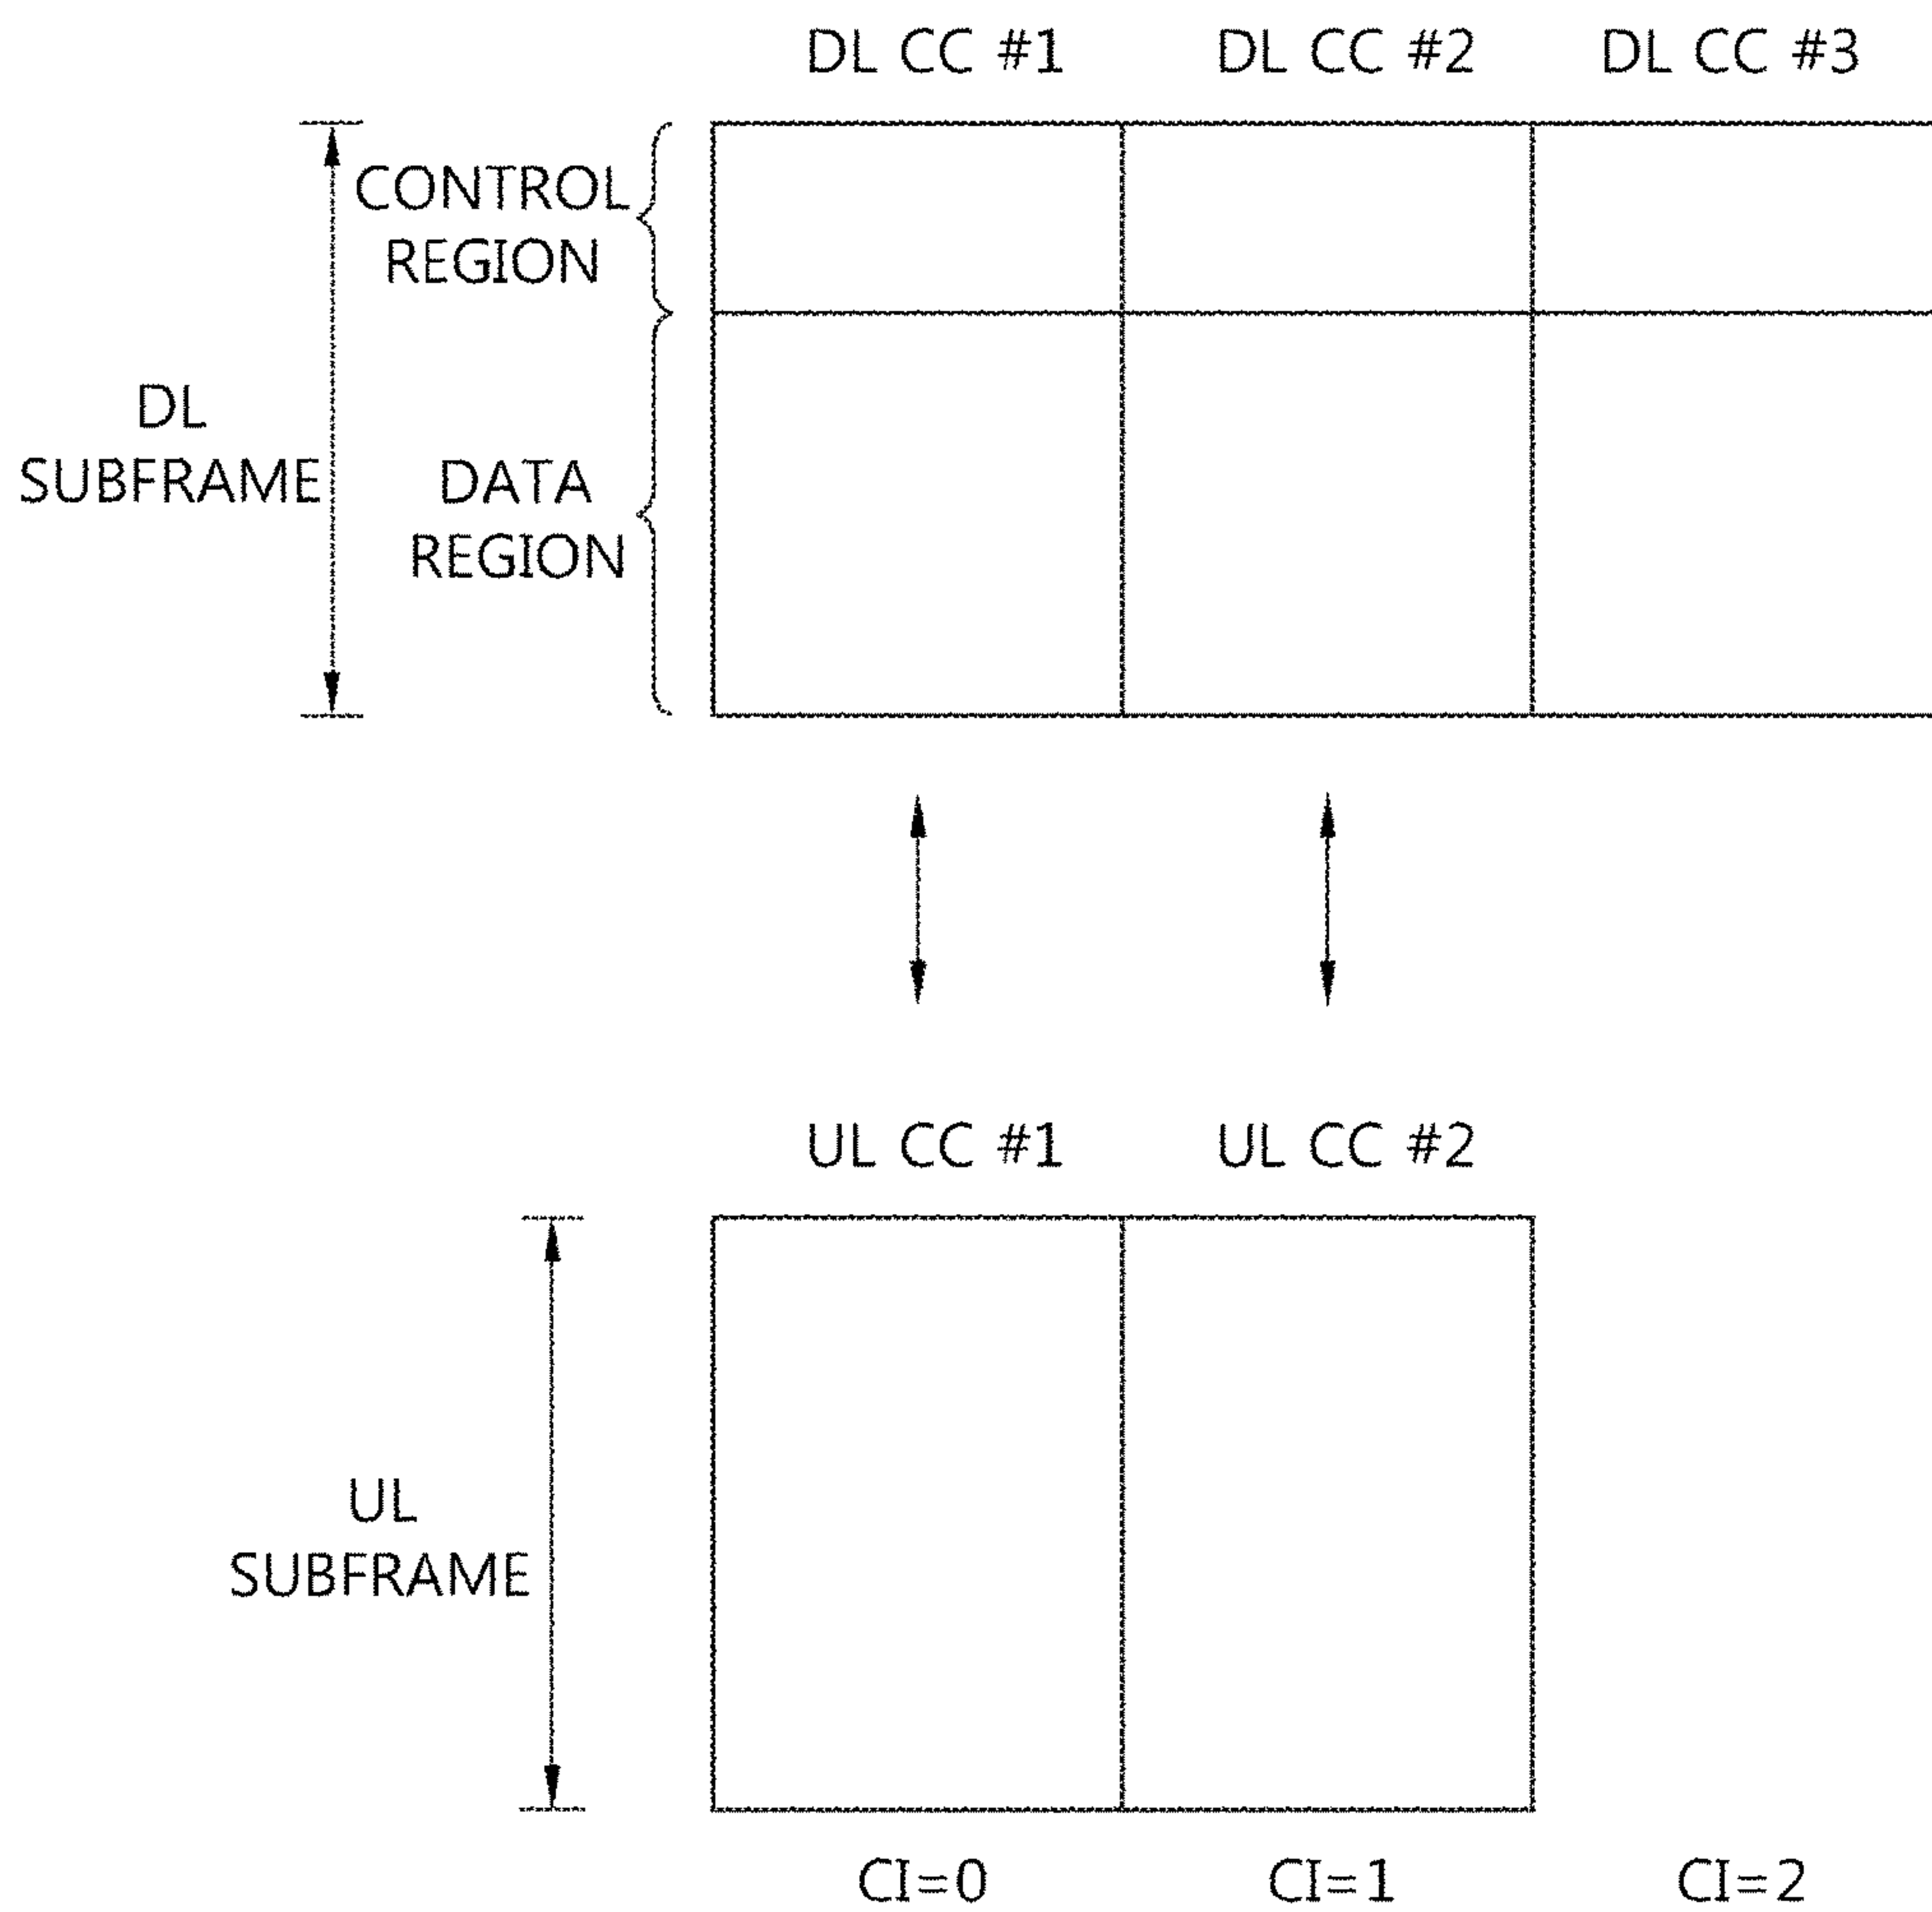 DL CC #1 DL CC #2 DL CC #3
CONTROL
REGION
DL
SUBFRAME
DATA
REGION
UL CC #1 UL CC #2
UL
SUBFRAME
CI=0 CI=1 CI=2